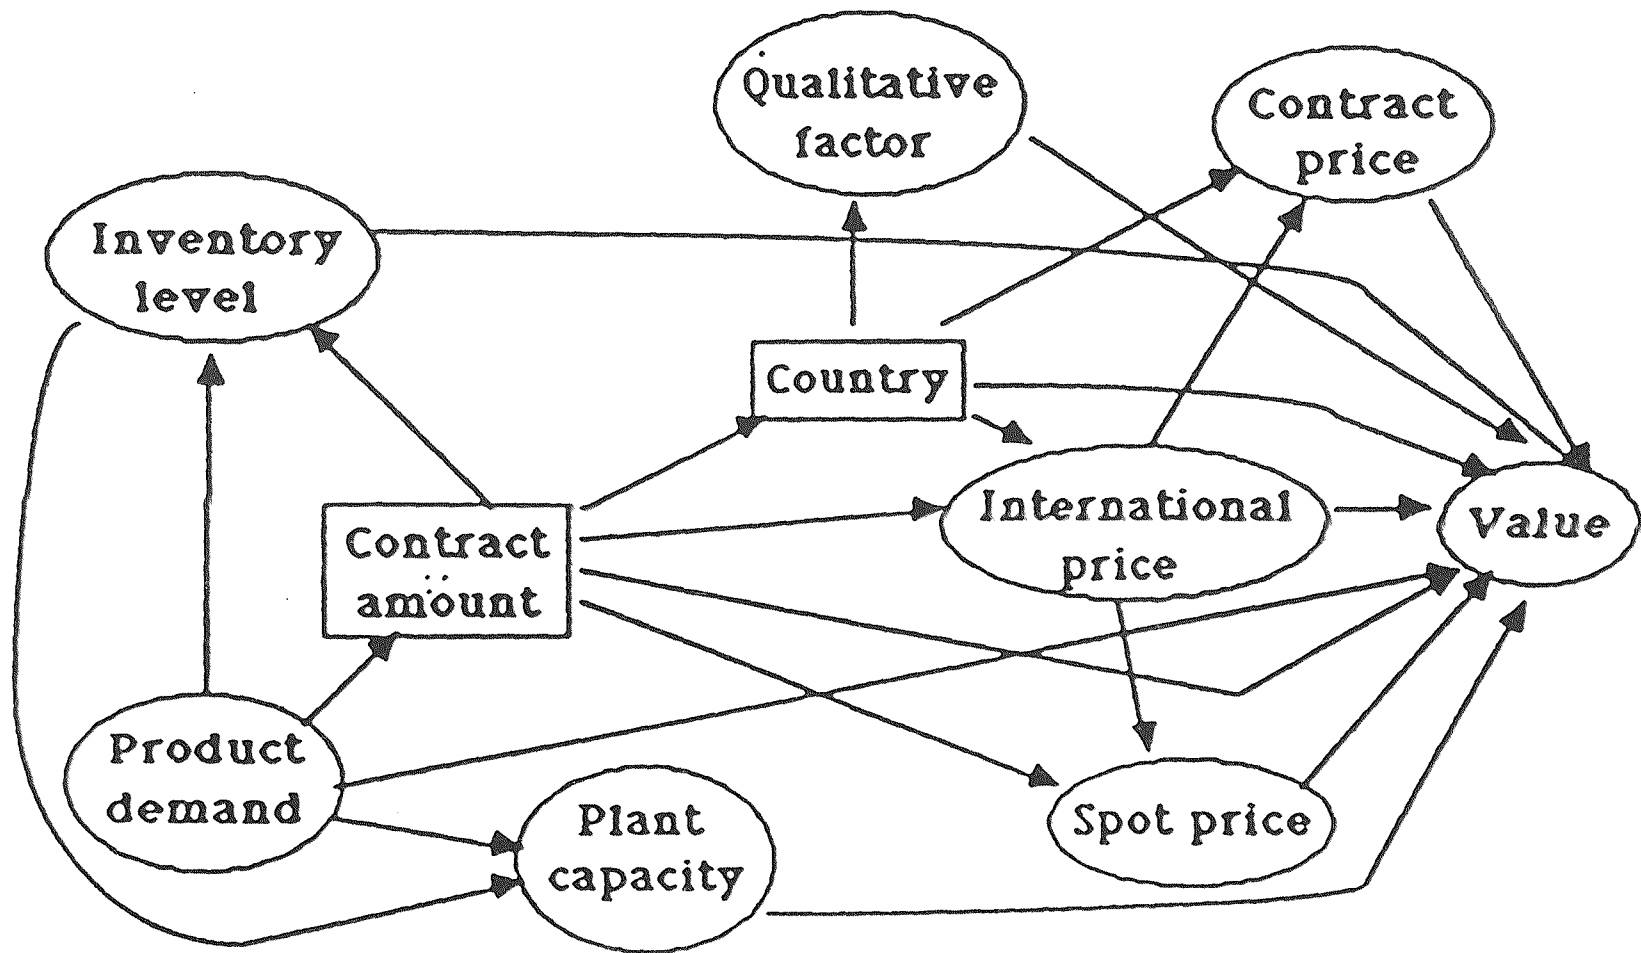 Qualitative
factor
Contract
price
Inventory
level
Country
International
price
Value
Contract
amount
Product
demand
Plant
capacity
Spot price